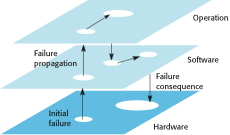 Operation
Failure
propagation
Software
Failure
consequence
Initial
failure
Hardware